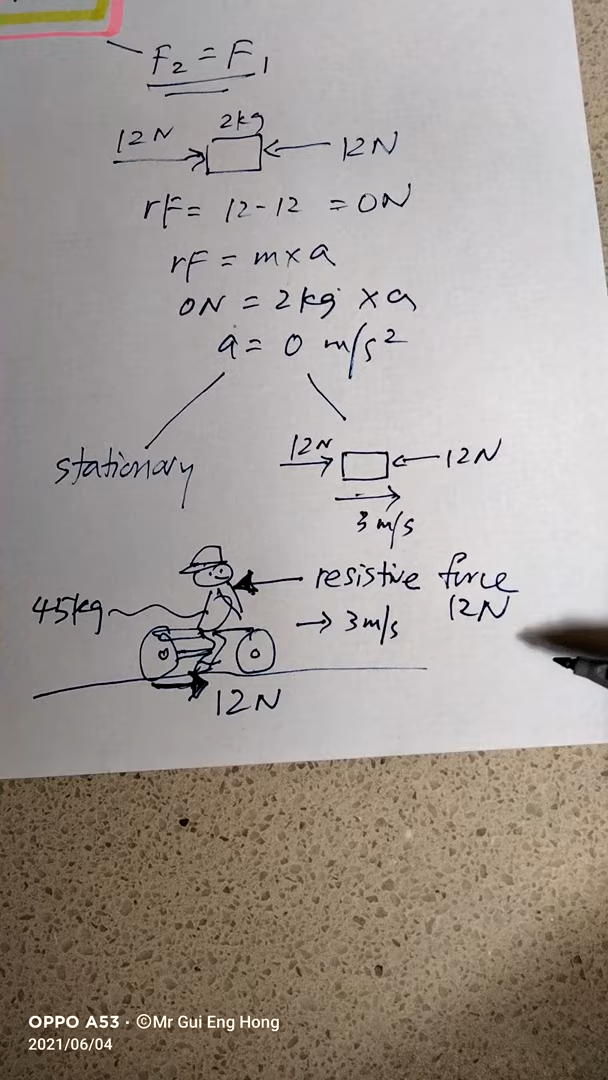 F₂ = F₁
2kg
12N → ← 12N
rF = 12-12 = 0N
rF = m×a
0N = 2kg × a
a = 0 m/s²
stationary
12N → ← 12N
→
3 m/s
← resistive force
45kg
→ 3m/s
12N
→ 12N
OPPO A53 · ©Mr Gui Eng Hong
2021/06/04